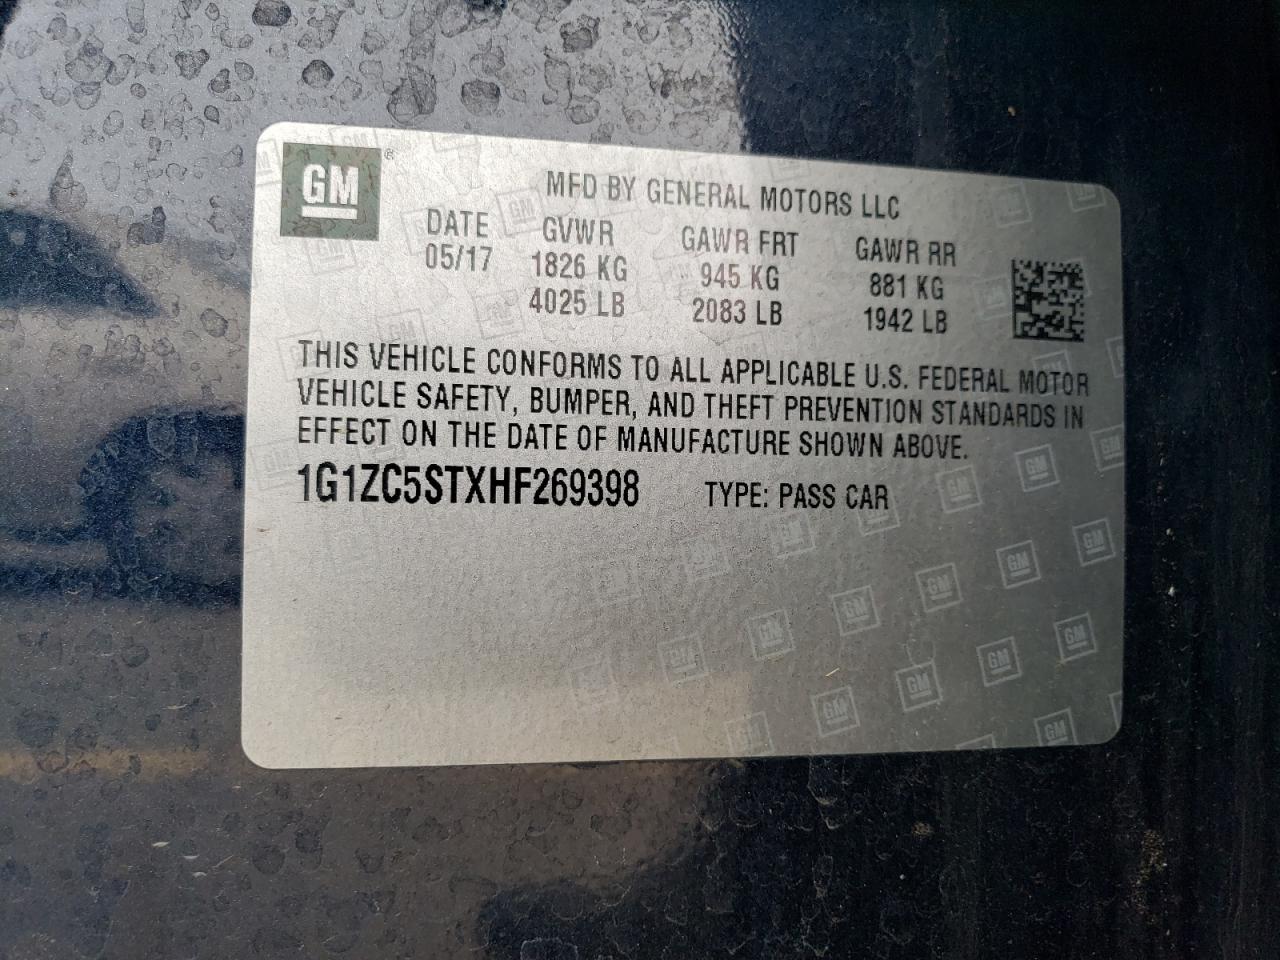 GM®
MFD BY GENERAL MOTORS LLC
DATE GVWR GAWR FRT GAWR RR
05/17 1826 KG 945 KG 881 KG
4025 LB 2083 LB 1942 LB
THIS VEHICLE CONFORMS TO ALL APPLICABLE U.S. FEDERAL MOTOR
VEHICLE SAFETY, BUMPER, AND THEFT PREVENTION STANDARDS IN
EFFECT ON THE DATE OF MANUFACTURE SHOWN ABOVE.
1G1ZC5STXHF269398 TYPE: PASS CAR